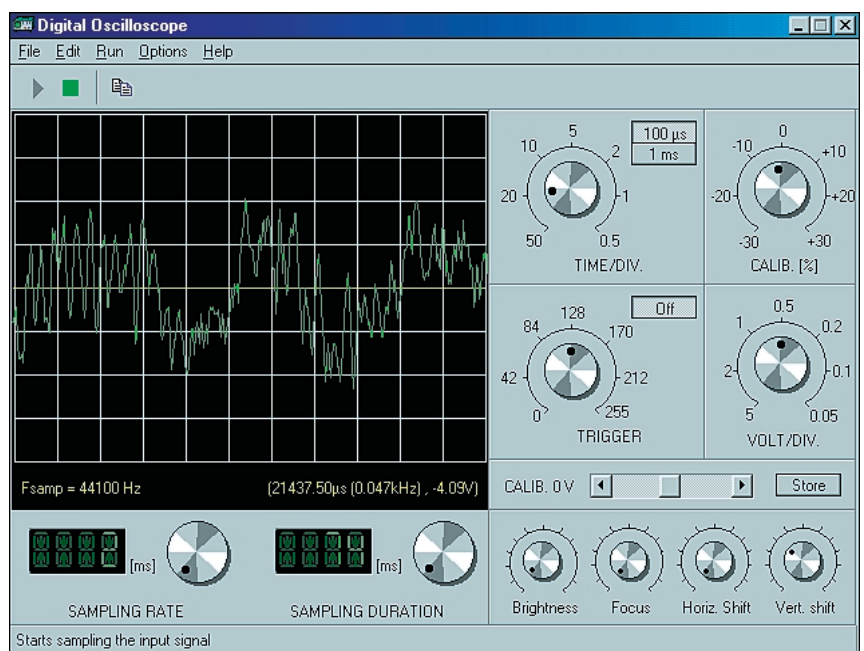 Digital Oscilloscope
File Edit Run Options Help
5
10 2
20 1
50 0.5
100 µs
1 ms
TIME/DIV.
0
-10 +10
-20 +20
-30 +30
CALIB. [%]
128
84 170
42 212
0 255
Off
TRIGGER
0.5
1 0.2
2 0.1
5 0.05
VOLT/DIV.
Fsamp = 44100 Hz (21437.50µs (0.047kHz) , -4.09V)
CALIB. 0 V Store
[ms] [ms]
SAMPLING RATE SAMPLING DURATION
Brightness Focus Horiz. Shift Vert. shift
Starts sampling the input signal